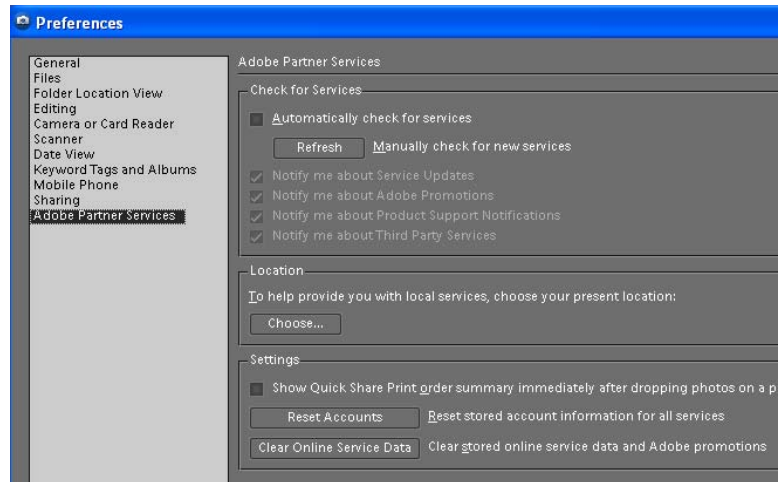 Preferences
General
Files
Folder Location View
Editing
Camera or Card Reader
Scanner
Date View
Keyword Tags and Albums
Mobile Phone
Sharing
Adobe Partner Services
Adobe Partner Services
Check for Services
Automatically check for services
Refresh Manually check for new services
Notify me about Service Updates
Notify me about Adobe Promotions
Notify me about Product Support Notifications
Notify me about Third Party Services
Location
To help provide you with local services, choose your present location:
Choose...
Settings
Show Quick Share Print order summary immediately after dropping photos on a p
Reset Accounts Reset stored account information for all services
Clear Online Service Data Clear stored online service data and Adobe promotions